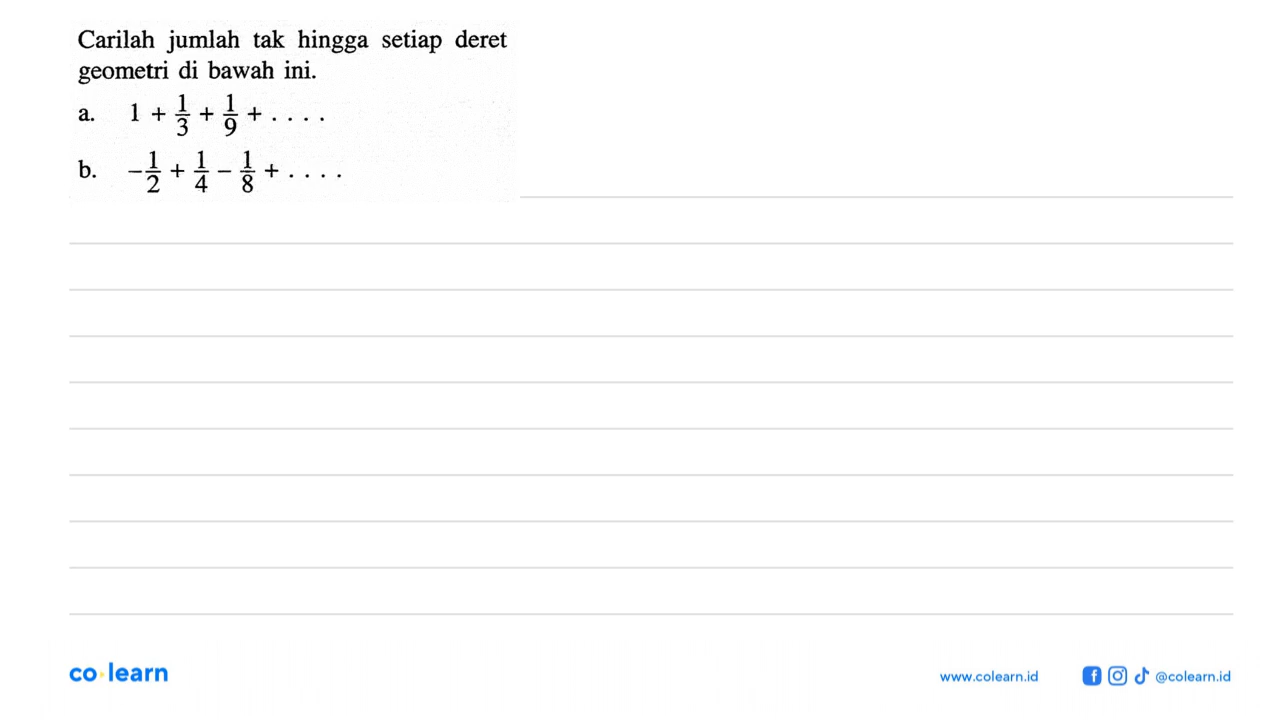 Carilah jumlah tak hingga setiap deret
geometri di bawah ini.
a. 1 + 1/3 + 1/9 + . . . .
b. -1/2 + 1/4 - 1/8 + . . . .
co learn
www.colearn.id
@colearn.id